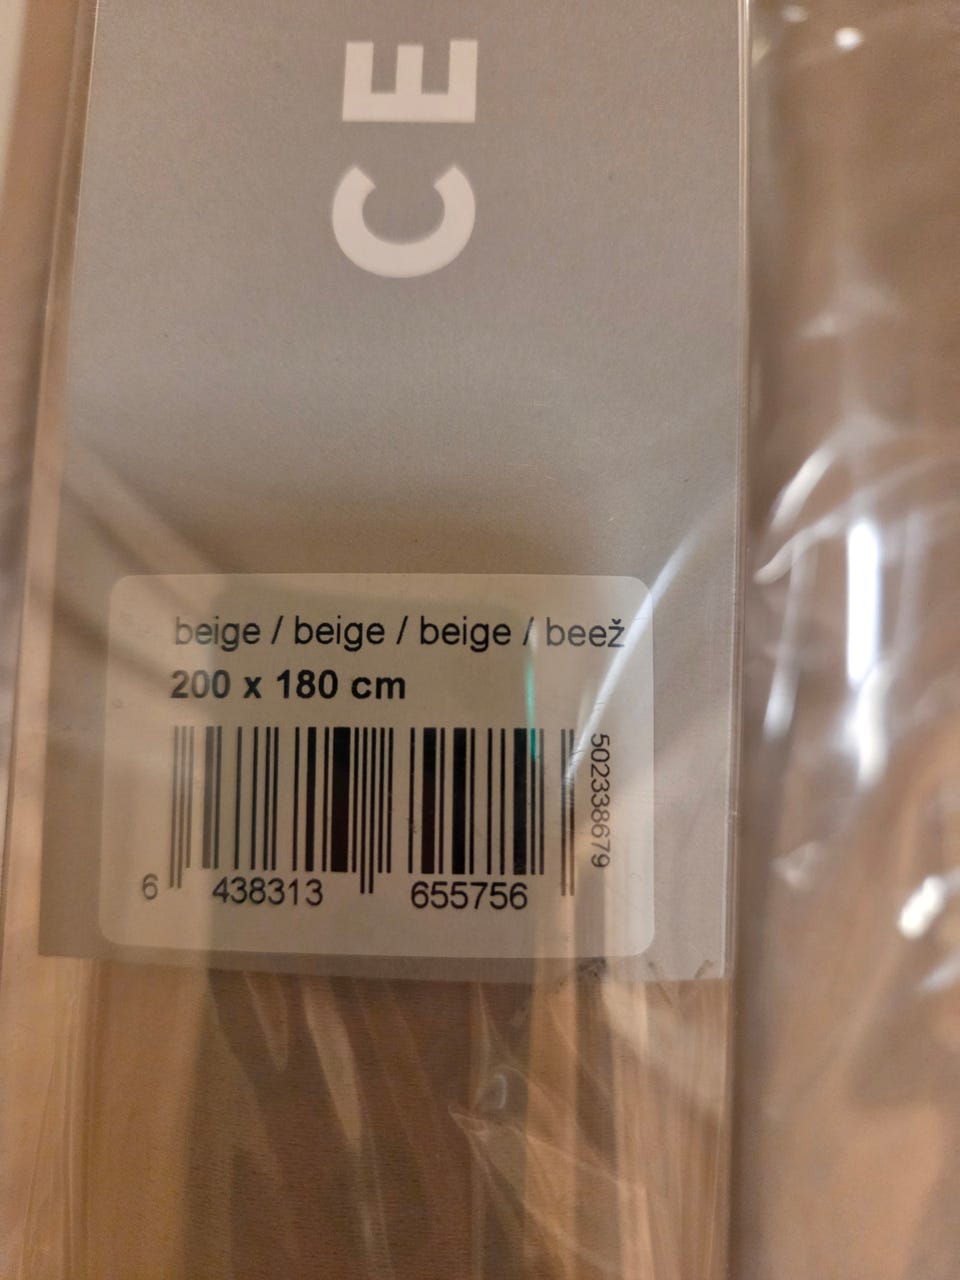 CE
beige / beige / beige / beež
200 x 180 cm
502338679
6 438313 655756